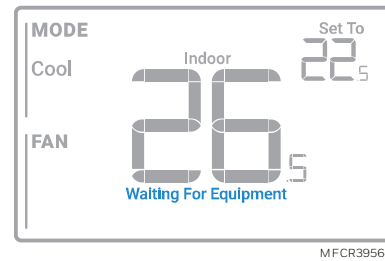 MODE
Cool
FAN
Indoor
26.5
Waiting For Equipment
Set To
22.5
MFCR3956